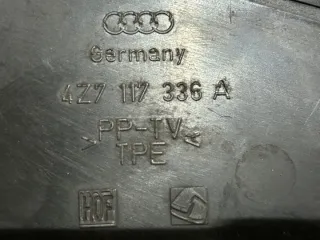 Germany
4Z7 117 336 A
>PP-TV<
TPE